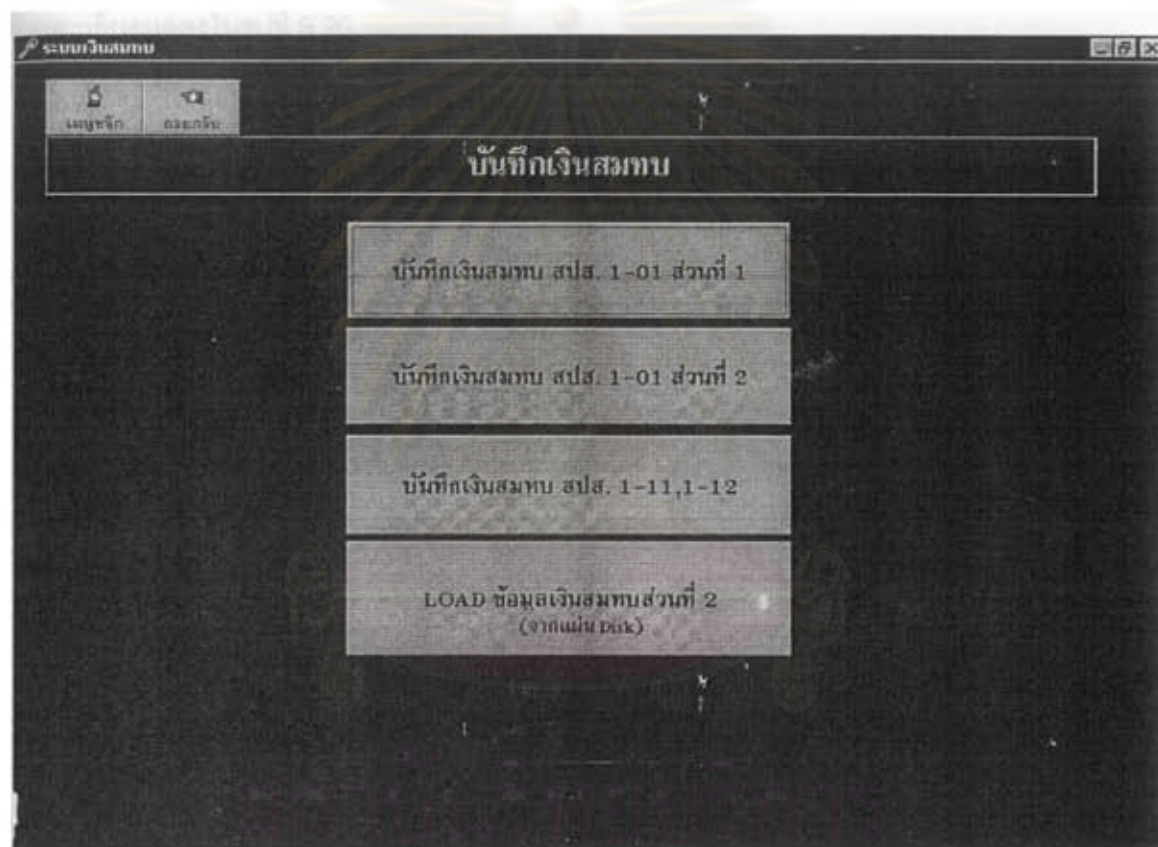 ระบบเงินสมทบ
เมนูหลัก ถอยกลับ
บันทึกเงินสมทบ
บันทึกเงินสมทบ สปส. 1-01 ส่วนที่ 1
บันทึกเงินสมทบ สปส. 1-01 ส่วนที่ 2
บันทึกเงินสมทบ สปส. 1-11,1-12
LOAD ข้อมูลเงินสมทบส่วนที่ 2
(จากแผ่น Disk)